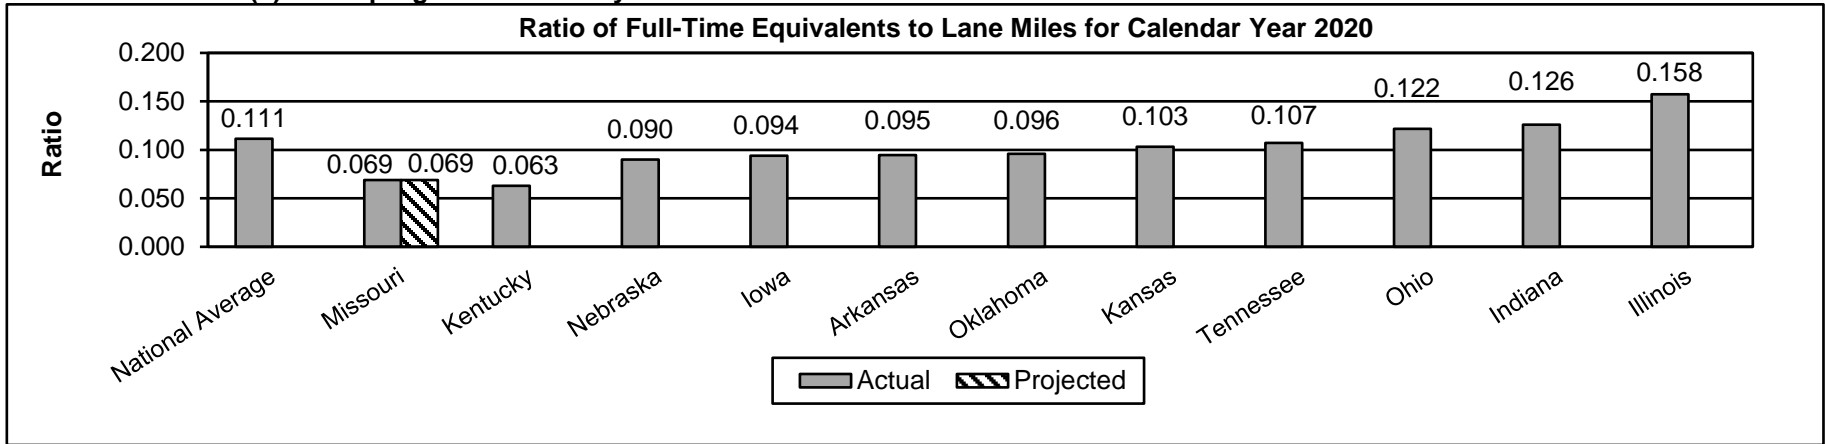 Ratio of Full-Time Equivalents to Lane Miles for Calendar Year 2020
Ratio
0.200
0.150
0.100
0.050
0.000
0.111
0.069
0.069
0.063
0.090
0.094
0.095
0.096
0.103
0.107
0.122
0.126
0.158
National Average
Missouri
Kentucky
Nebraska
Iowa
Arkansas
Oklahoma
Kansas
Tennessee
Ohio
Indiana
Illinois
Actual
Projected